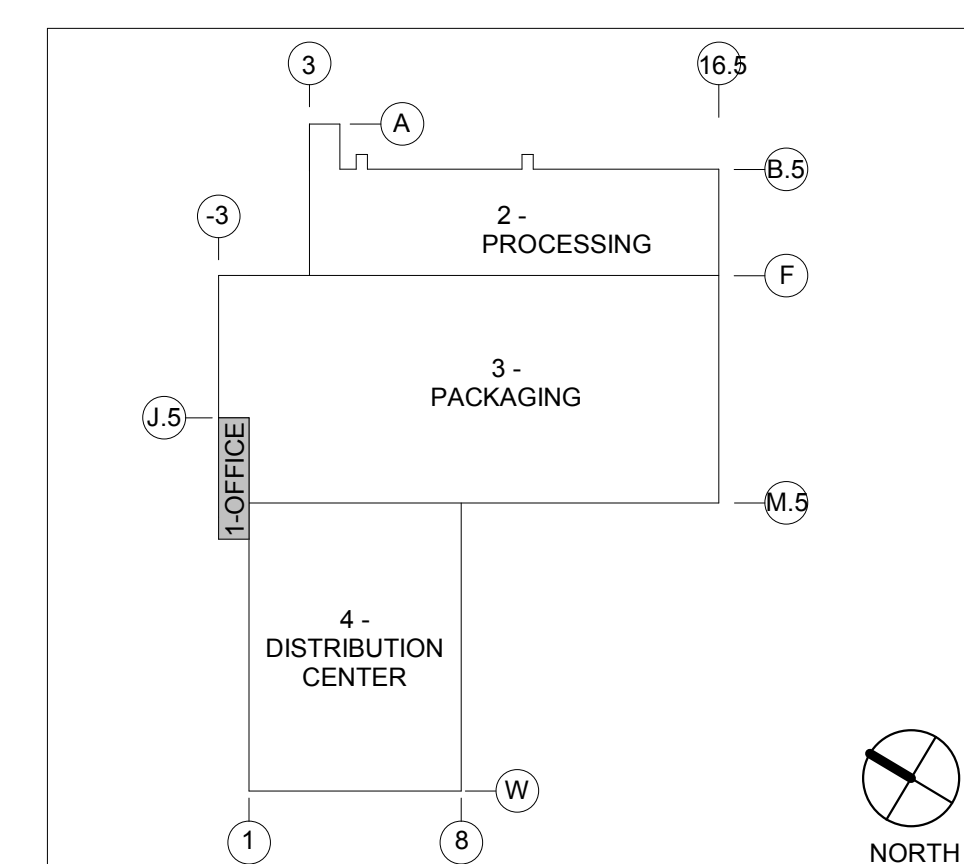 3
16.5
A
B.5
-3
2 -
PROCESSING
F
3 -
PACKAGING
J.5
1-OFFICE
M.5
4 -
DISTRIBUTION
CENTER
W
1
8
NORTH